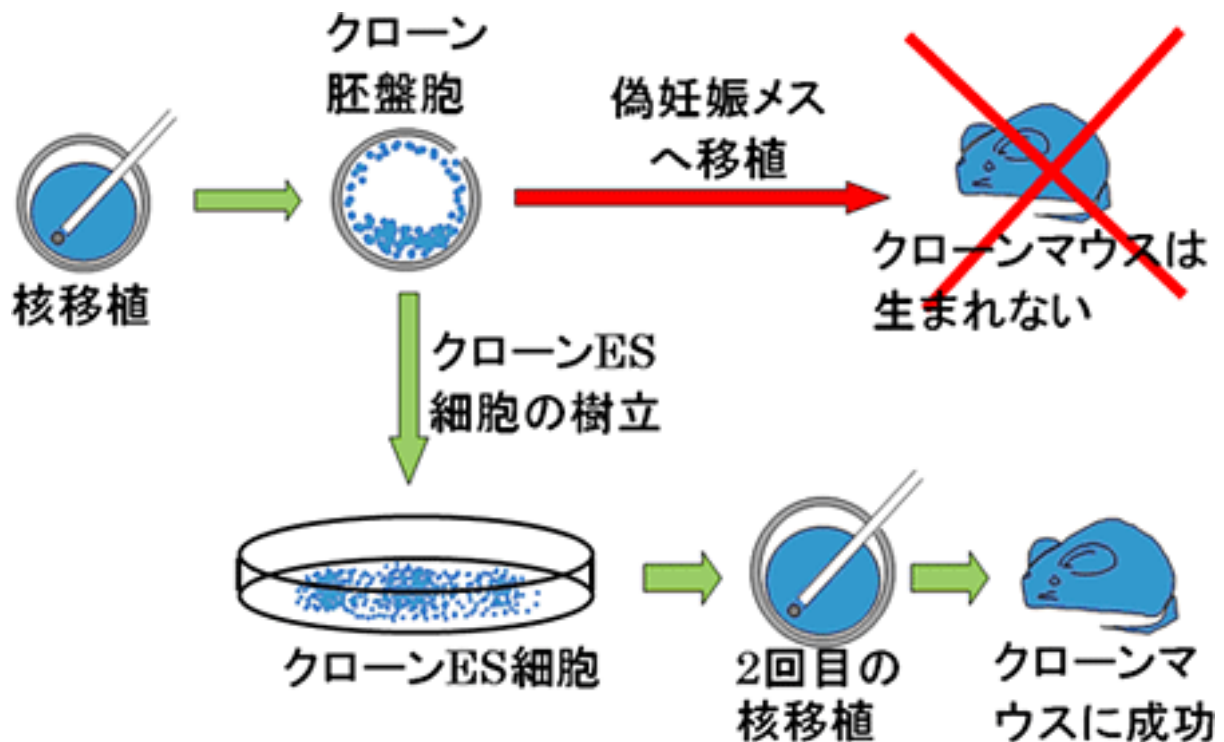 クローン
胚盤胞
偽妊娠メス
へ移植
核移植
クローンマウスは
生まれない
クローンES
細胞の樹立
クローンES細胞
2回目の
核移植
クローンマ
ウスに成功